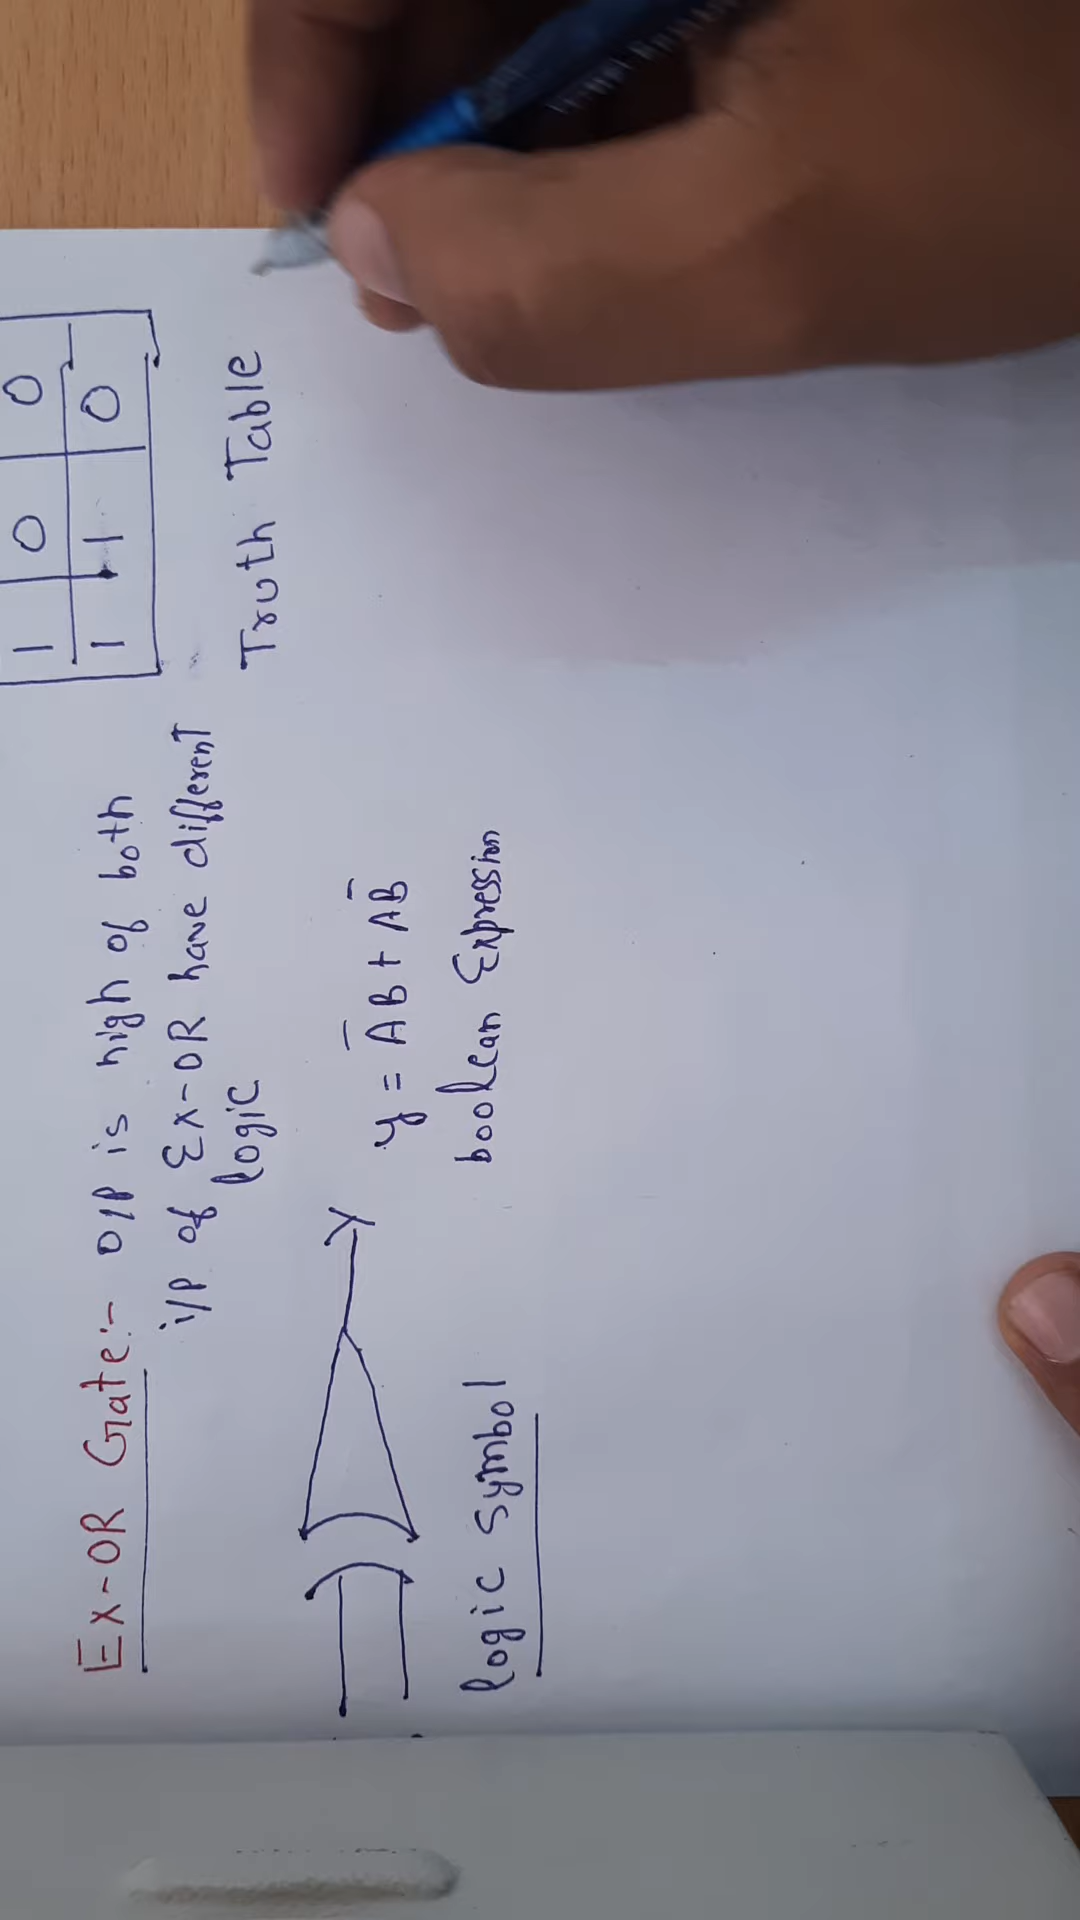 1 0 0
1 1 0
Truth Table
Ex-OR Gate:- O/P is high of both
i/P of Ex-OR have different
logic
Y
y = A̅B + AB̅
boolean Expression
logic symbol